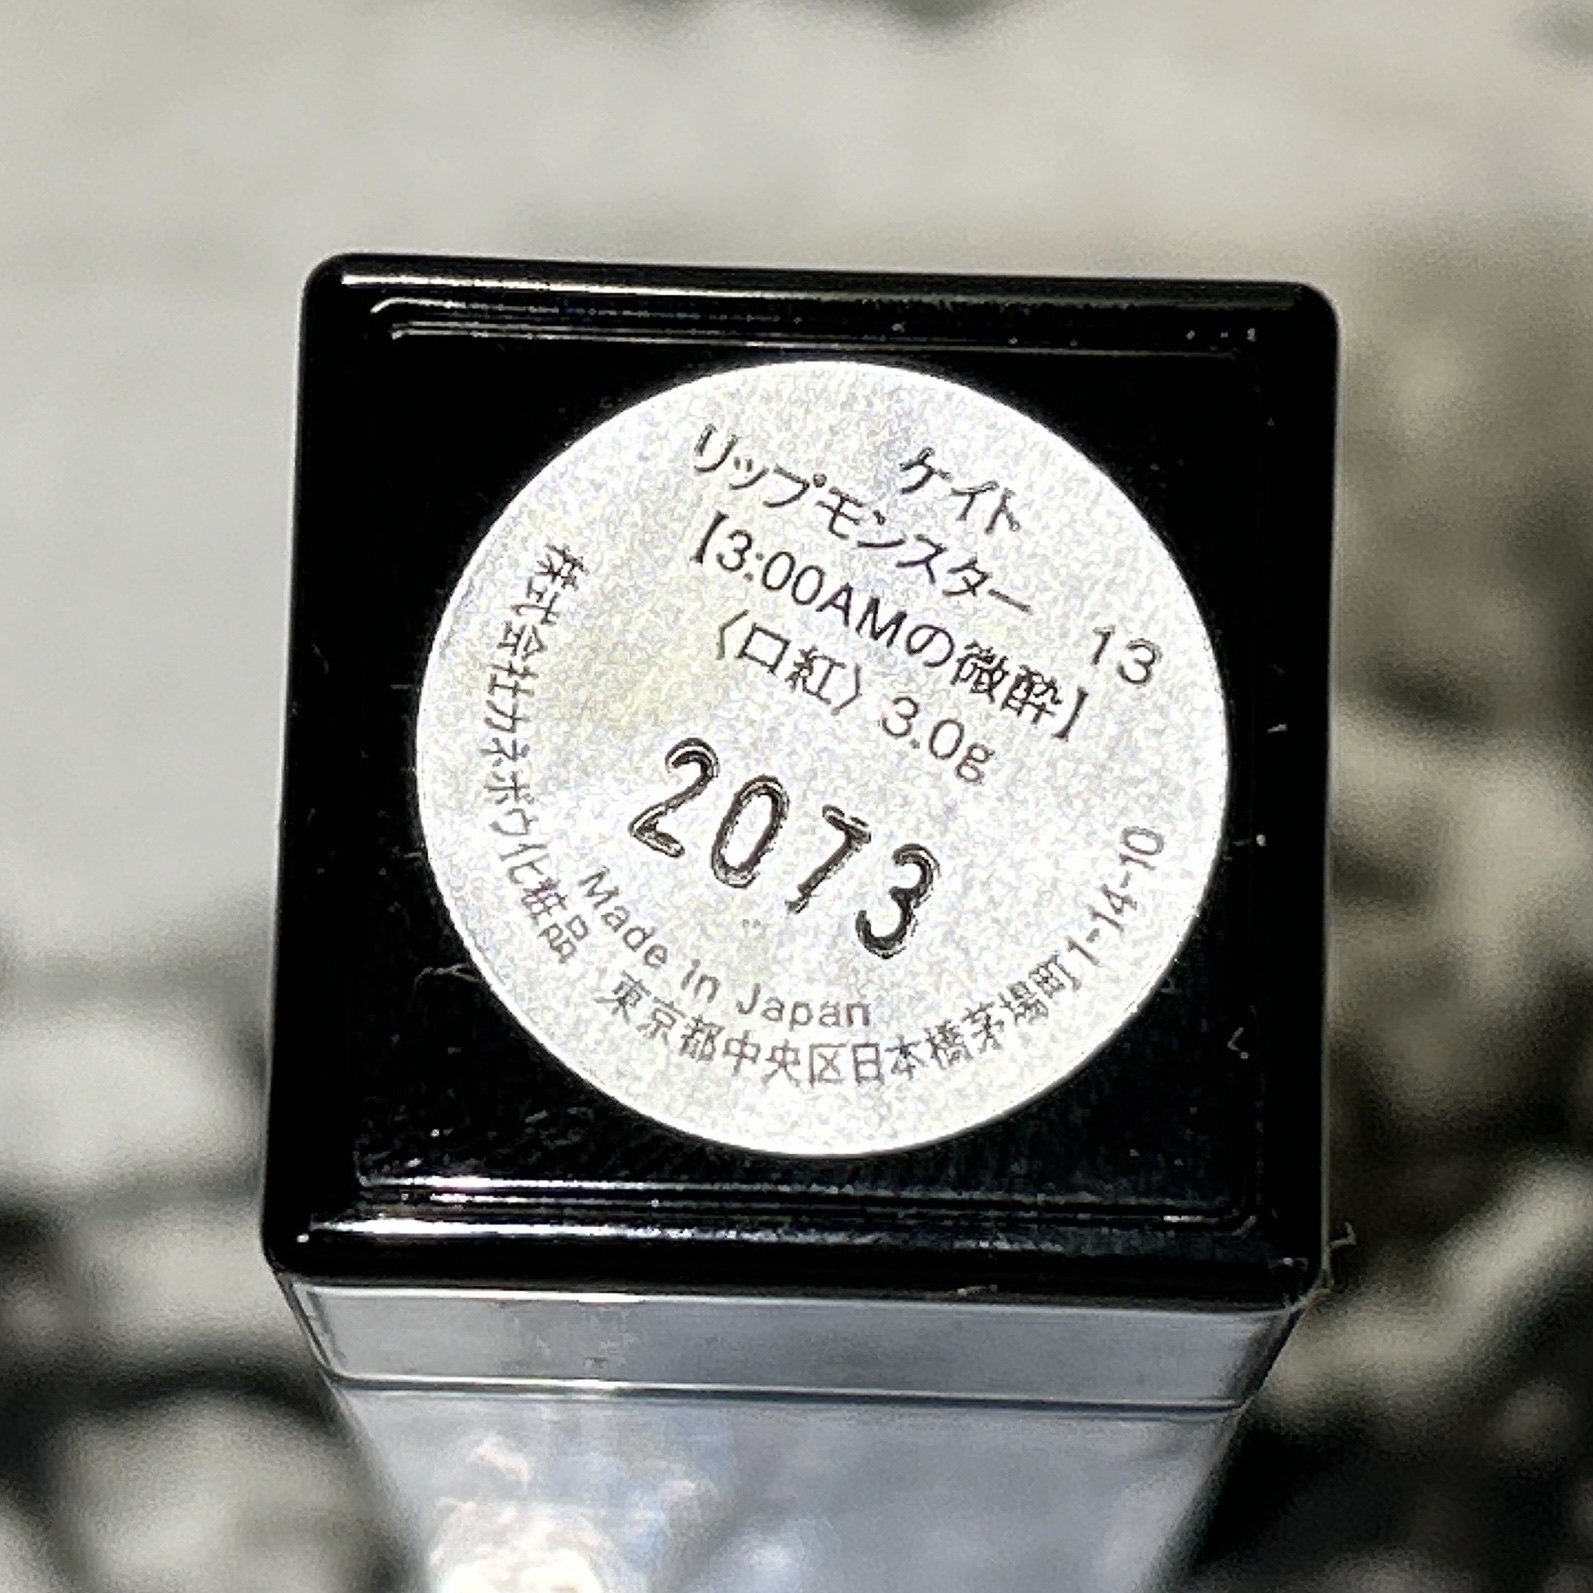 ケイト
リップモンスター 13
【3:00AMの微酔】
〈口紅〉3.0g
2073
Made in Japan
株式会社カネボウ化粧品 東京都中央区日本橋茅場町1-14-10